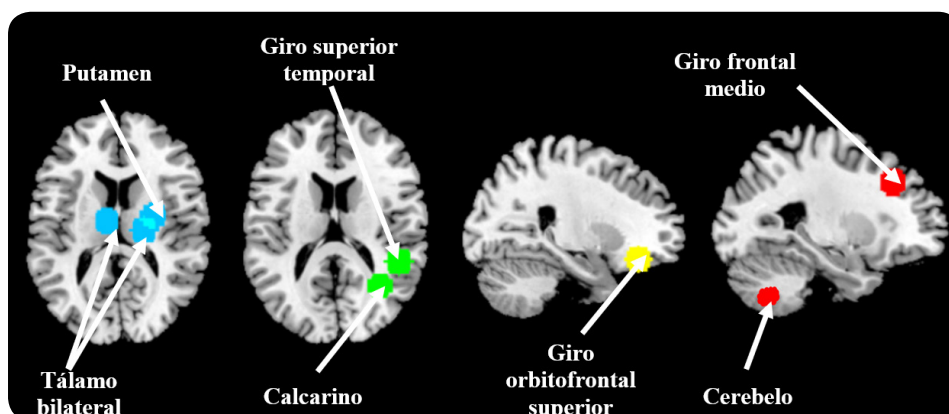 Putamen
Giro superior
temporal
Giro frontal
medio
Tálamo
bilateral
Calcarino
Giro
orbitofrontal
superior
Cerebelo